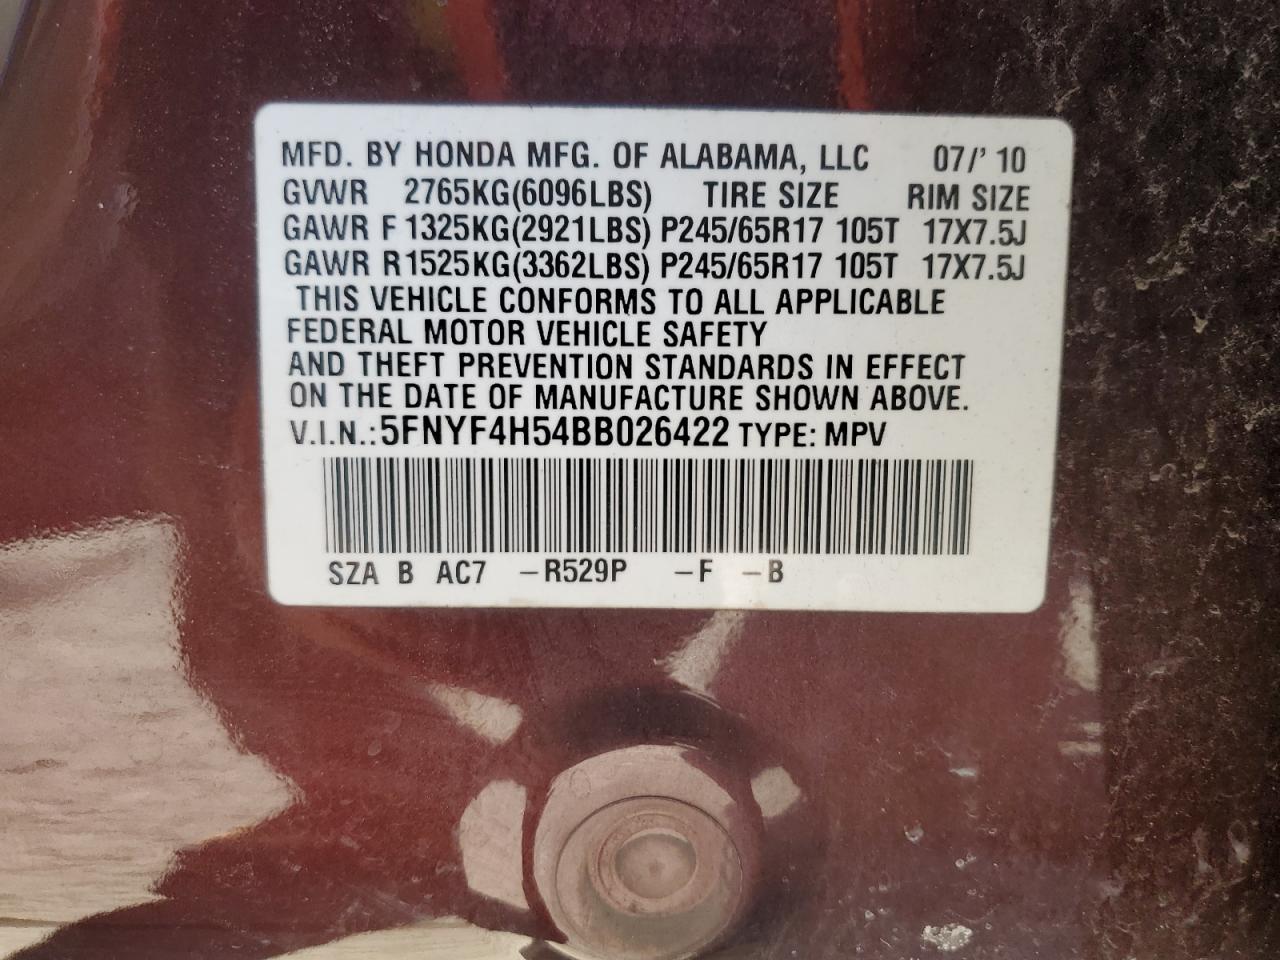 MFD. BY HONDA MFG. OF ALABAMA, LLC 07/' 10
GVWR 2765KG(6096LBS) TIRE SIZE RIM SIZE
GAWR F 1325KG(2921LBS) P245/65R17 105T 17X7.5J
GAWR R 1525KG(3362LBS) P245/65R17 105T 17X7.5J
THIS VEHICLE CONFORMS TO ALL APPLICABLE
FEDERAL MOTOR VEHICLE SAFETY
AND THEFT PREVENTION STANDARDS IN EFFECT
ON THE DATE OF MANUFACTURE SHOWN ABOVE.
V.I.N.: 5FNYF4H54BB026422 TYPE: MPV
SZA B AC7 –R529P –F –B